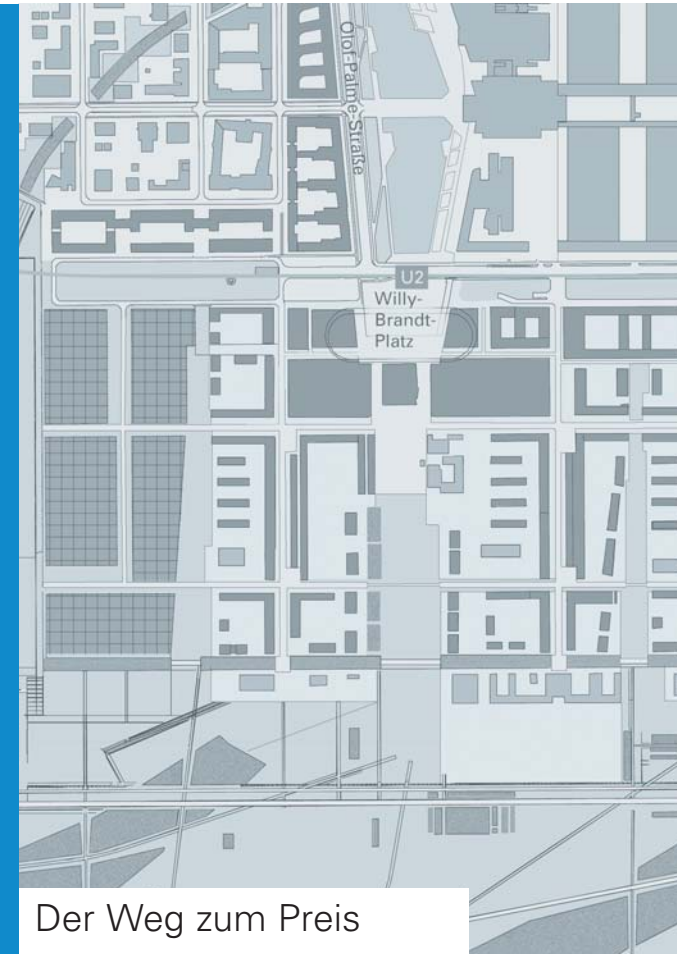 Olof-Palme-Straße
U2
Willy-
Brandt-
Platz
Der Weg zum Preis